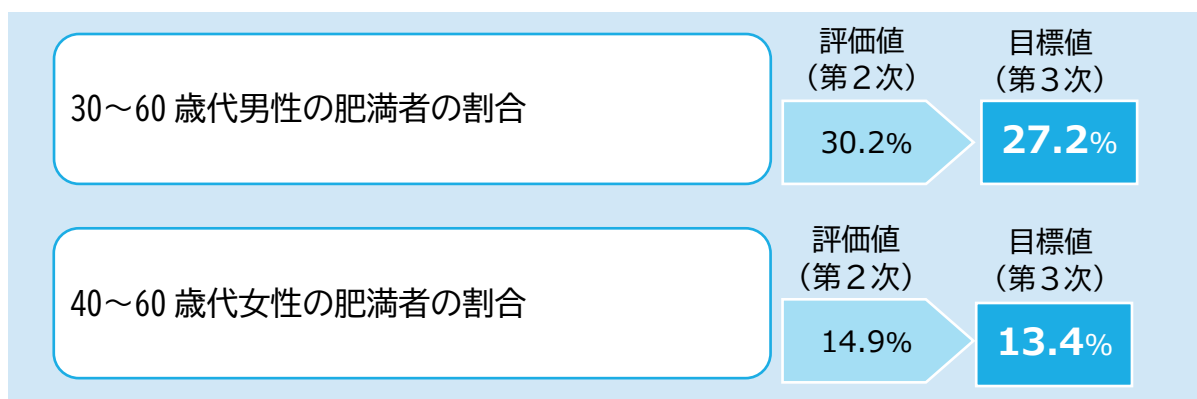 30～60 歳代男性の肥満者の割合
評価値
（第２次）
30.2%
目標値
（第３次）
27.2%
40～60 歳代女性の肥満者の割合
評価値
（第２次）
14.9%
目標値
（第３次）
13.4%